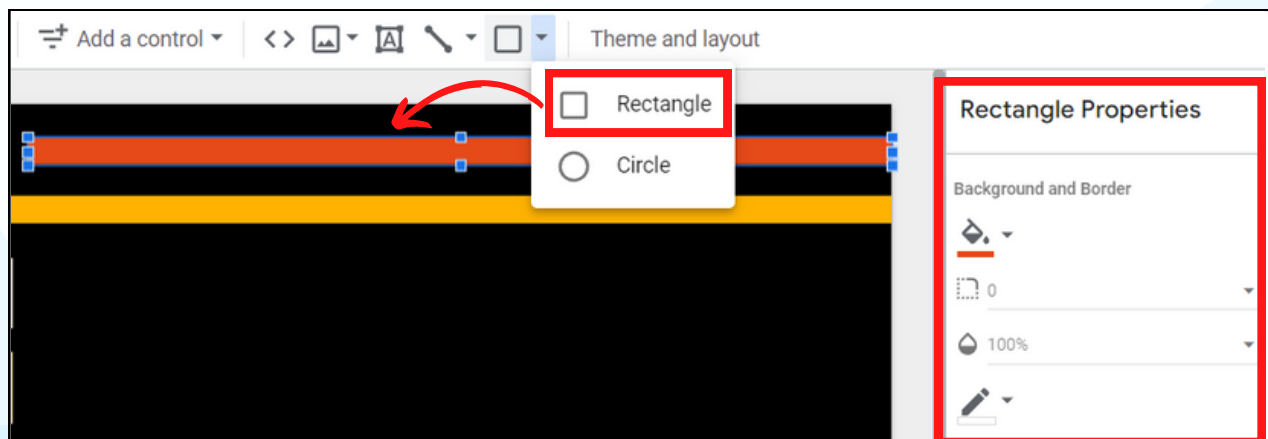 Add a control
Theme and layout
Rectangle
Circle
Rectangle Properties
Background and Border
0
100%